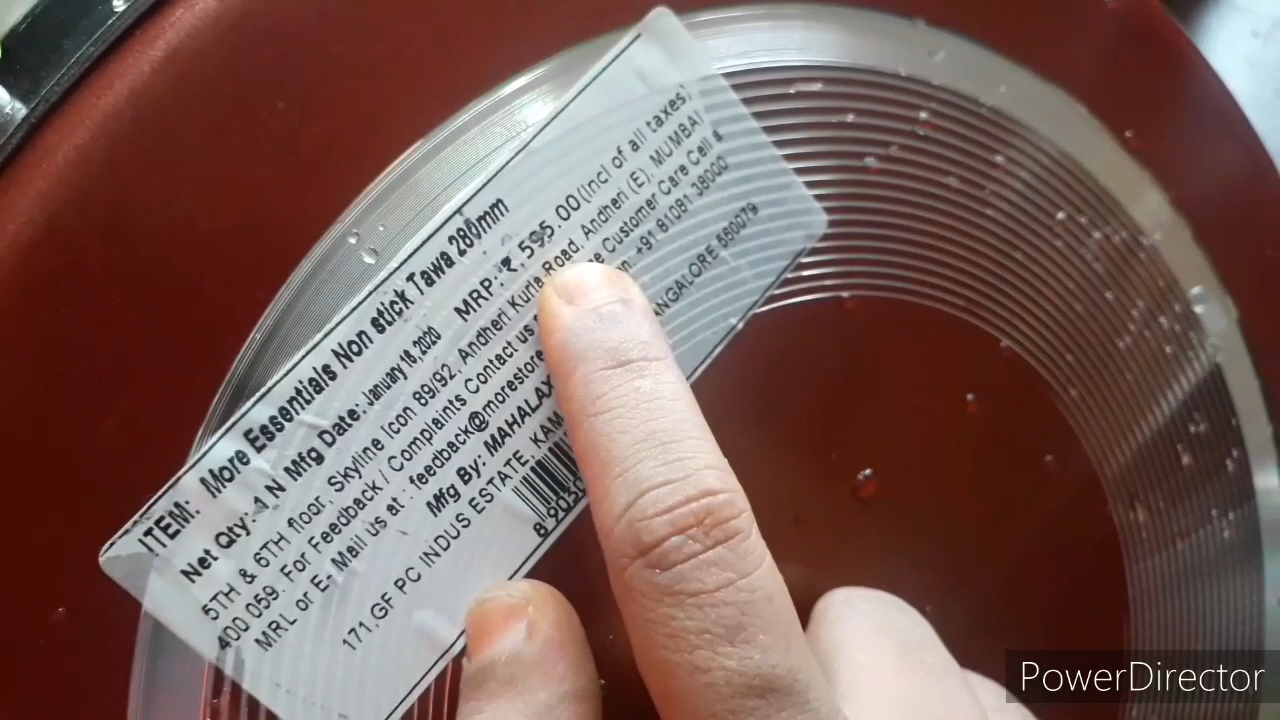 ITEM: More Essentials Non stick Tawa 280mm
Net Qty: 1 N Mfg Date: January 18, 2020 MRP: ₹ 595.00 (incl of all taxes)
5TH & 6TH floor, Skyline Icon 89/92, Andheri Kurla Road, Andheri (E), MUMBAI
400 059. For Feedback / Complaints Contact us Customer Care Cell a
MRL or E- Mail us at : feedback@morestore +91 81081 38000
Mfg By: MAHALAX
171,GF PC INDUS ESTATE, KAM ANGALORE 560079
8 9030
PowerDirector